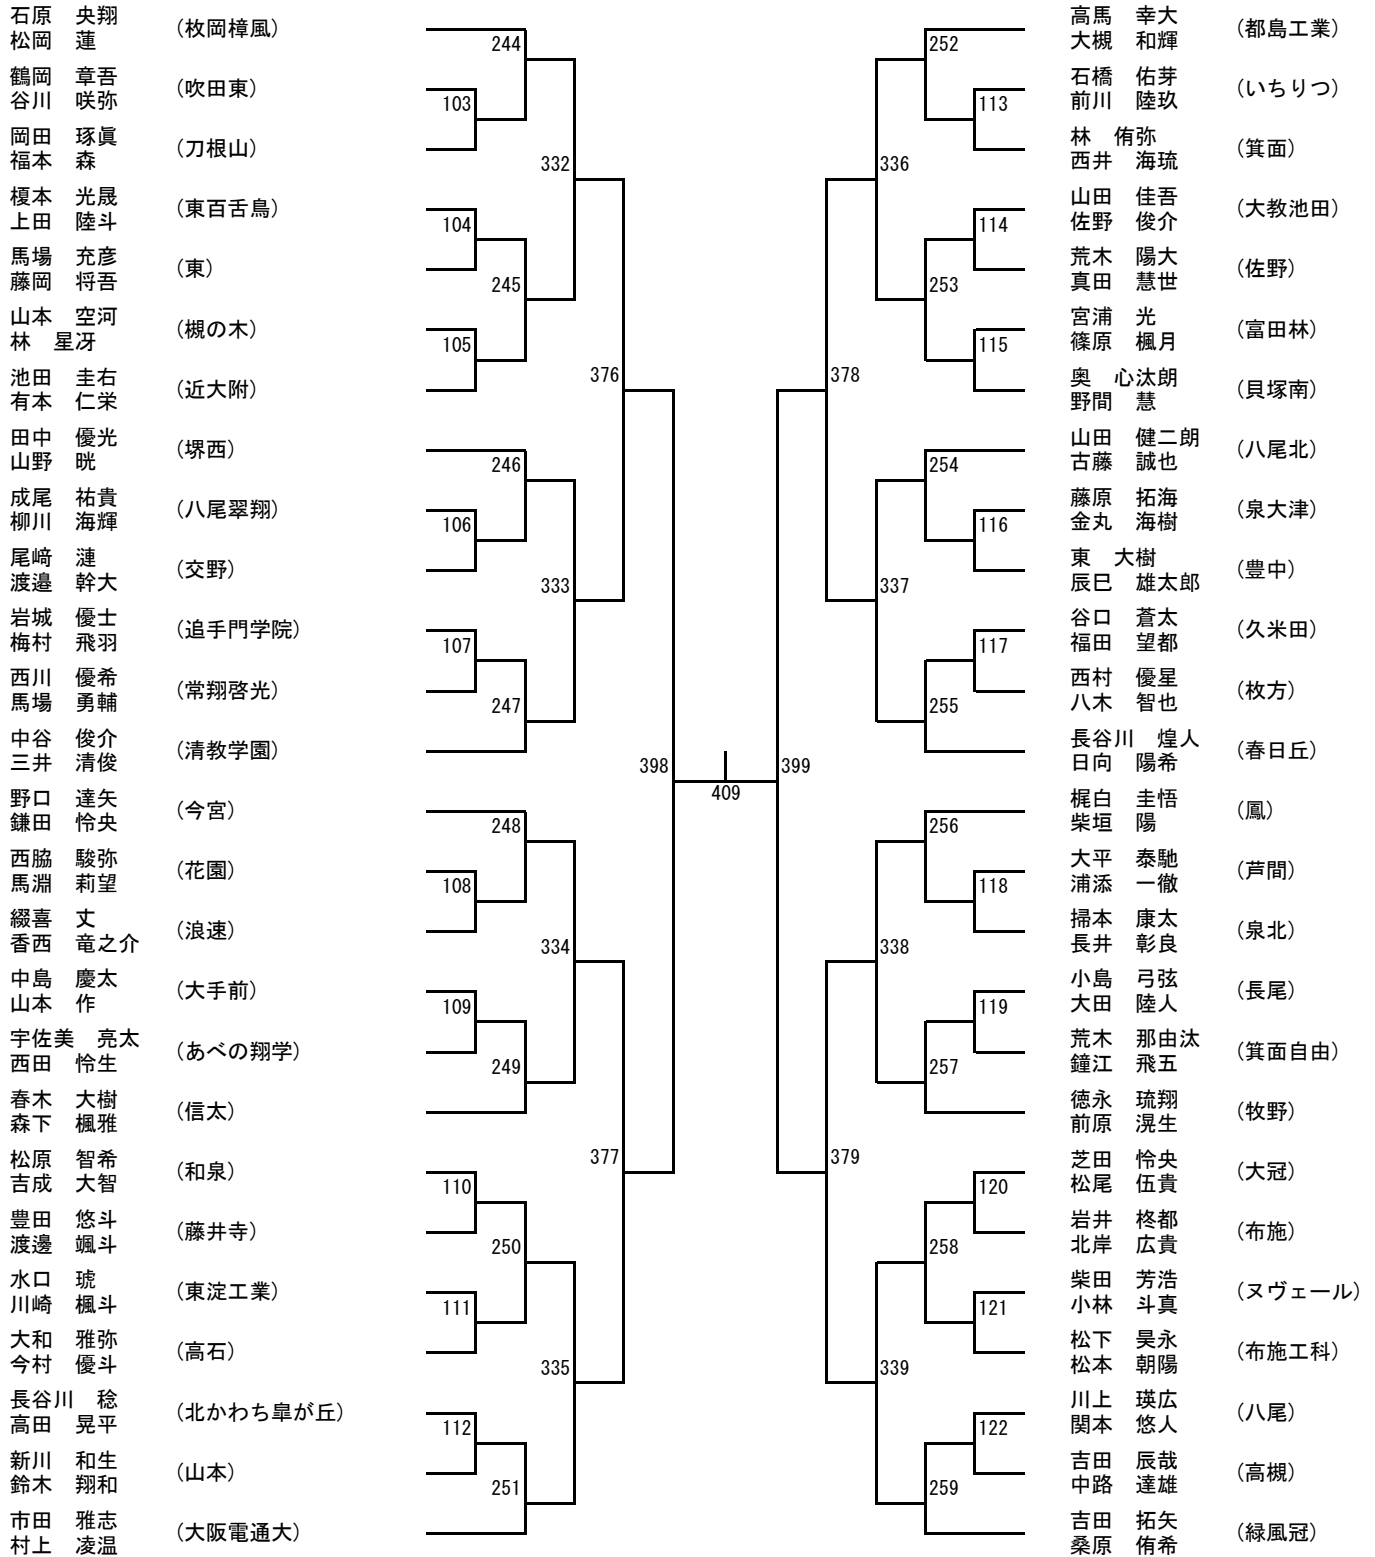 石原　央翔
松岡　蓮
（枚岡樟風）
鶴岡　章吾
谷川　咲弥
（吹田東）
岡田　琢眞
福本　森
（刀根山）
榎本　光晟
上田　陸斗
（東百舌鳥）
馬場　充彦
藤岡　将吾
（東）
山本　空河
林　星冴
（槻の木）
池田　圭右
有本　仁栄
（近大附）
田中　優光
山野　晄
（堺西）
成尾　祐貴
柳川　海輝
（八尾翠翔）
尾﨑　漣
渡邉　幹大
（交野）
岩城　優士
梅村　飛羽
（追手門学院）
西川　優希
馬場　勇輔
（常翔啓光）
中谷　俊介
三井　清俊
（清教学園）
野口　達矢
鎌田　怜央
（今宮）
西脇　駿弥
馬淵　莉望
（花園）
綴喜　丈
香西　竜之介
（浪速）
中島　慶太
山本　作
（大手前）
宇佐美　亮太
西田　怜生
（あべの翔学）
春木　大樹
森下　楓雅
（信太）
松原　智希
吉成　大智
（和泉）
豊田　悠斗
渡邊　颯斗
（藤井寺）
水口　琥
川崎　楓斗
（東淀工業）
大和　雅弥
今村　優斗
（高石）
長谷川　稔
高田　晃平
（北かわち皐が丘）
新川　和生
鈴木　翔和
（山本）
市田　雅志
村上　凌温
（大阪電通大）
244
103
332
104
245
105
376
246
106
333
107
247
398
248
108
334
109
249
377
110
250
111
335
112
251
409
252
113
336
114
253
115
378
254
116
337
117
255
399
256
118
338
119
257
379
120
258
121
339
122
259
高馬　幸大
大槻　和輝
（都島工業）
石橋　佑芽
前川　陸玖
（いちりつ）
林　侑弥
西井　海琉
（箕面）
山田　佳吾
佐野　俊介
（大教池田）
荒木　陽大
真田　慧世
（佐野）
宮浦　光
篠原　楓月
（富田林）
奥　心汰朗
野間　慧
（貝塚南）
山田　健二朗
古藤　誠也
（八尾北）
藤原　拓海
金丸　海樹
（泉大津）
東　大樹
辰巳　雄太郎
（豊中）
谷口　蒼太
福田　望都
（久米田）
西村　優星
八木　智也
（枚方）
長谷川　煌人
日向　陽希
（春日丘）
梶白　圭悟
柴垣　陽
（鳳）
大平　泰馳
浦添　一徹
（芦間）
掃本　康太
長井　彰良
（泉北）
小島　弓弦
大田　陸人
（長尾）
荒木　那由汰
鐘江　飛五
（箕面自由）
徳永　琉翔
前原　滉生
（牧野）
芝田　怜央
松尾　伍貴
（大冠）
岩井　柊都
北岸　広貴
（布施）
柴田　芳浩
小林　斗真
（ヌヴェール）
松下　昊永
松本　朝陽
（布施工科）
川上　瑛広
関本　悠人
（八尾）
吉田　辰哉
中路　達雄
（高槻）
吉田　拓矢
桑原　侑希
（緑風冠）